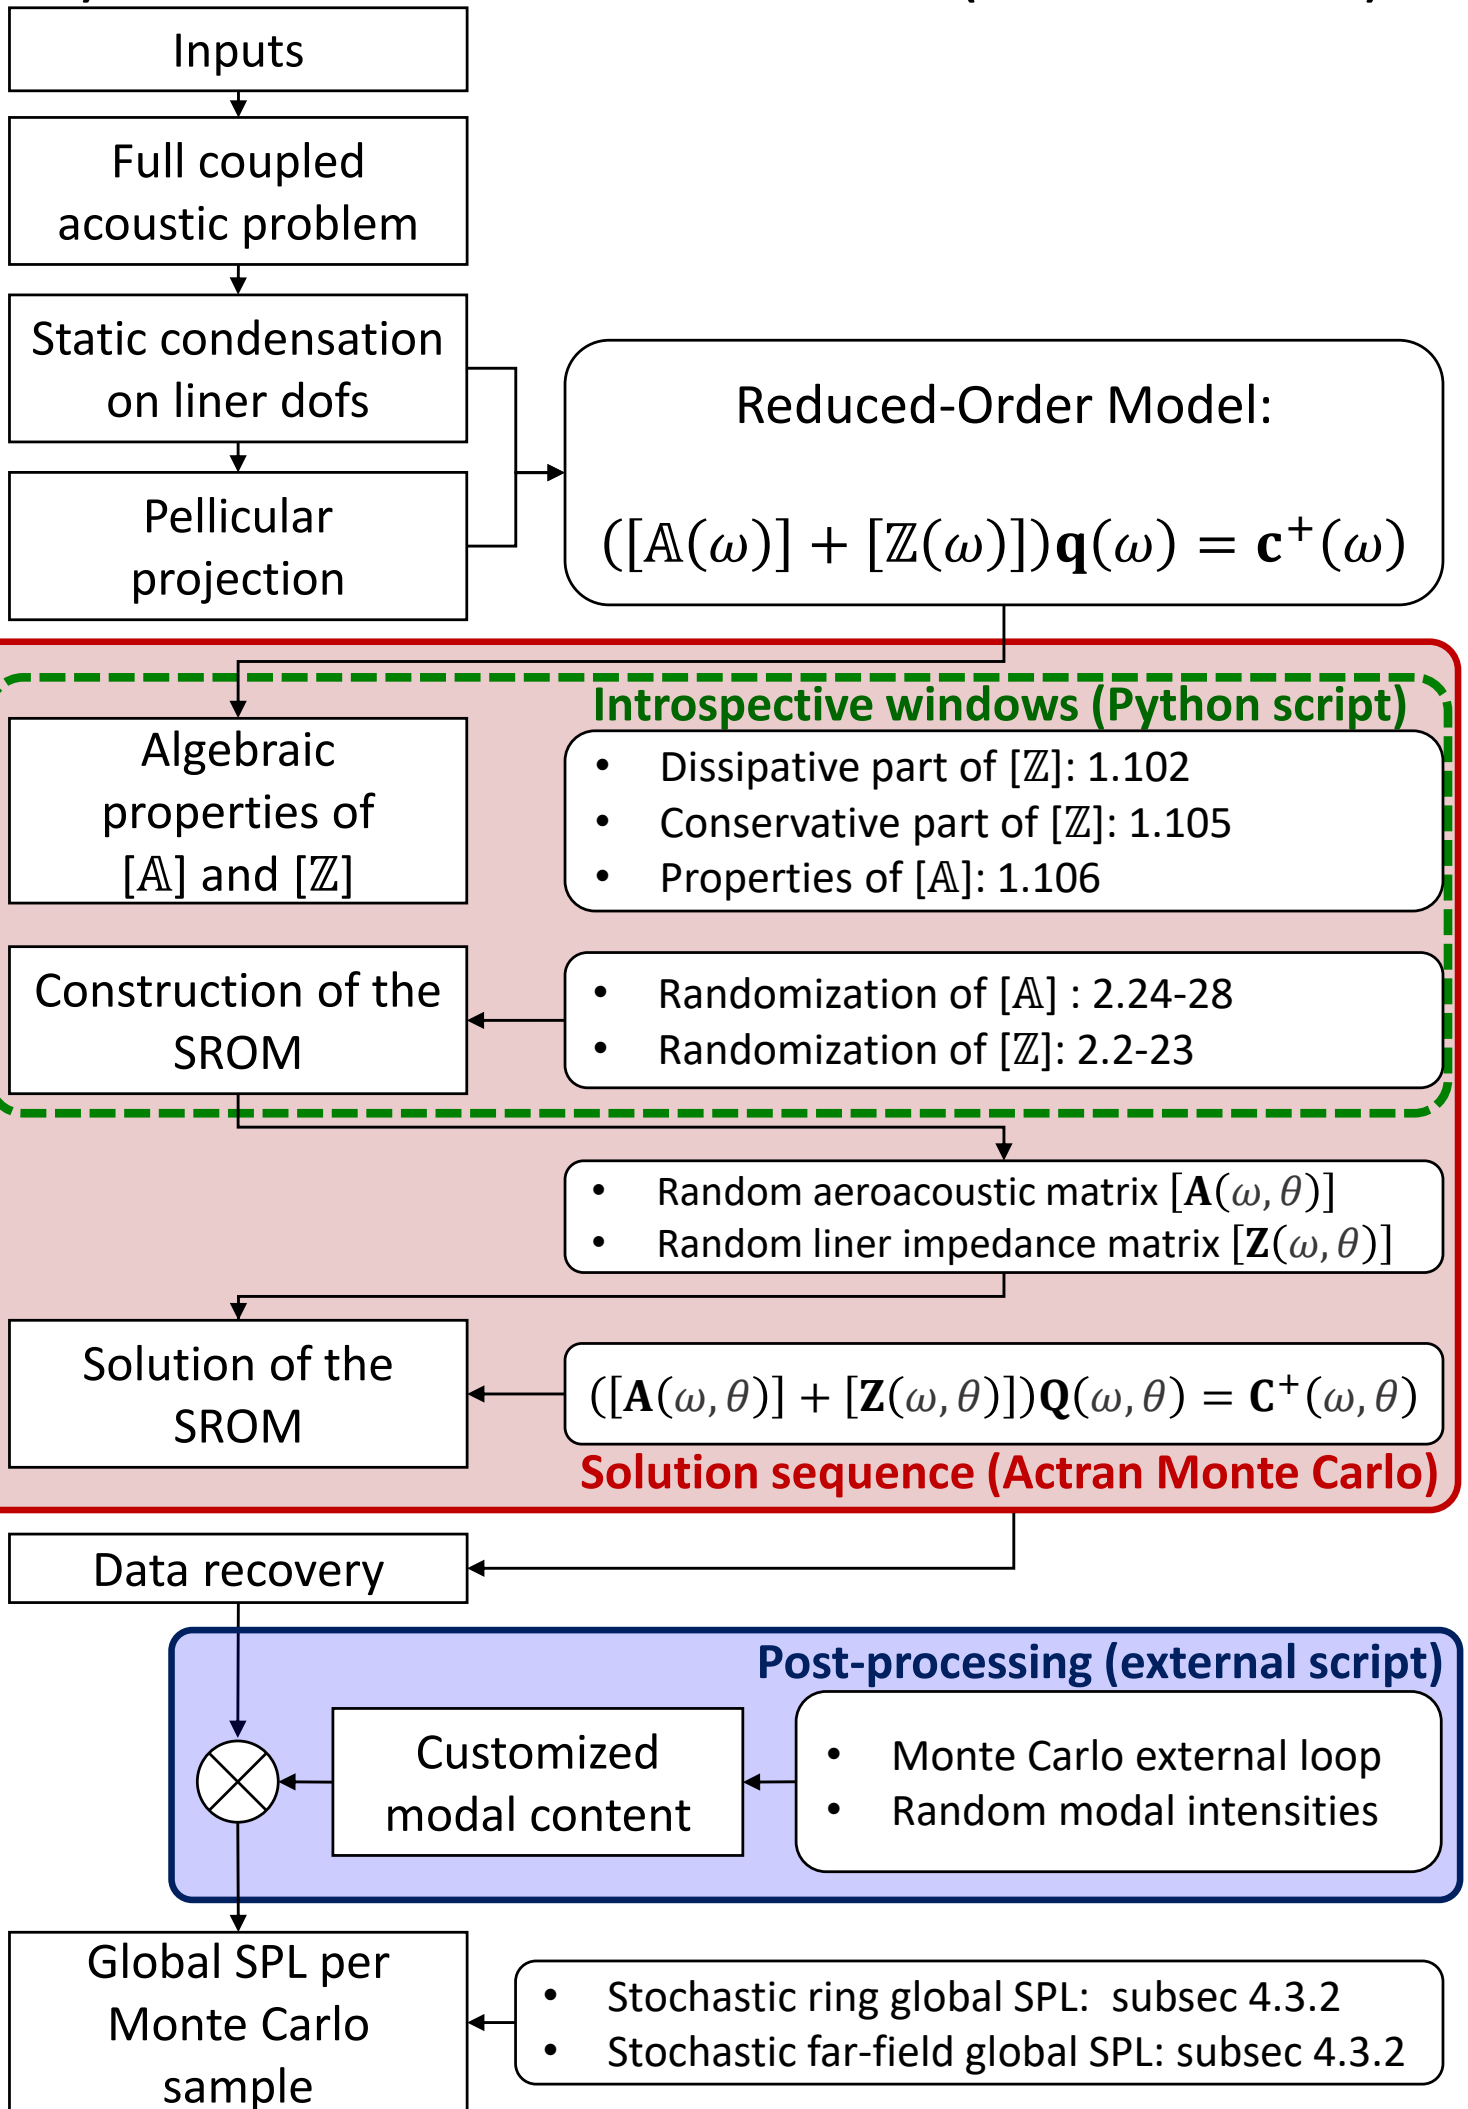 Inputs
Full coupled
acoustic problem
Static condensation
on liner dofs
Pellicular
projection
Reduced-Order Model:
([𝔸(ω)] + [ℤ(ω)])𝐪(ω) = 𝐜⁺(ω)
Introspective windows (Python script)
Algebraic
properties of
[𝔸] and [ℤ]
• Dissipative part of [ℤ]: 1.102
• Conservative part of [ℤ]: 1.105
• Properties of [𝔸]: 1.106
Construction of the
SROM
• Randomization of [𝔸] : 2.24-28
• Randomization of [ℤ]: 2.2-23
• Random aeroacoustic matrix [𝐀(ω, θ)]
• Random liner impedance matrix [𝐙(ω, θ)]
Solution of the
SROM
([𝐀(ω, θ)] + [𝐙(ω, θ)])𝐐(ω, θ) = 𝐂⁺(ω, θ)
Solution sequence (Actran Monte Carlo)
Data recovery
Post-processing (external script)
Customized
modal content
• Monte Carlo external loop
• Random modal intensities
Global SPL per
Monte Carlo
sample
• Stochastic ring global SPL: subsec 4.3.2
• Stochastic far-field global SPL: subsec 4.3.2